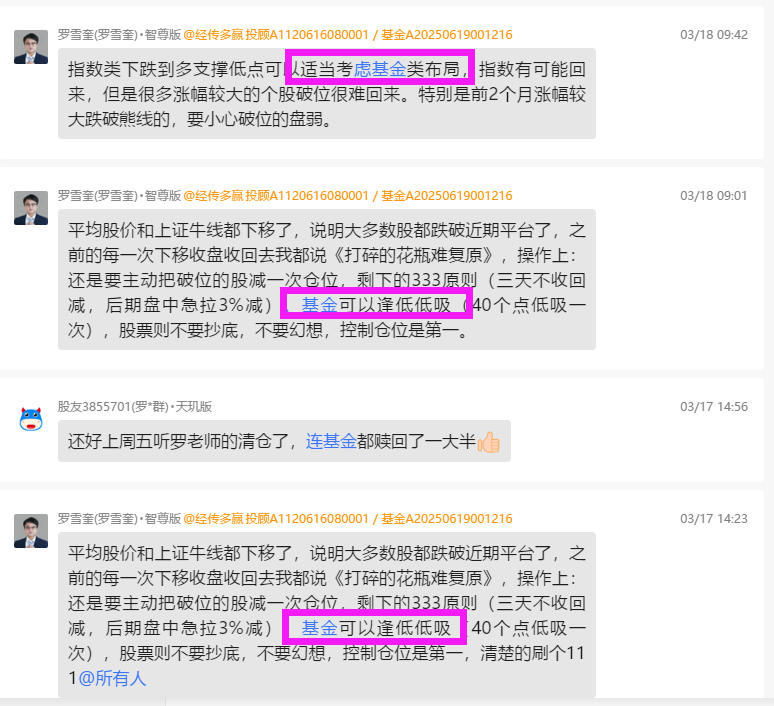 罗雪奎(罗雪奎)·智尊版 @经传多赢 投顾A1120616080001 / 基金A20250619001216 03/18 09:42
指数类下跌到多支撑低点可以适当考虑基金类布局，指数有可能回
来，但是很多涨幅较大的个股破位很难回来。特别是前2个月涨幅较
大跌破熊线的，要小心破位的盘弱。
罗雪奎(罗雪奎)·智尊版 @经传多赢 投顾A1120616080001 / 基金A20250619001216 03/18 09:01
平均股价和上证牛线都下移了，说明大多数股都跌破近期平台了，之
前的每一次下移收盘收回去我都说《打碎的花瓶难复原》，操作上：
还是要主动把破位的股减一次仓位，剩下的333原则（三天不收回
减，后期盘中急拉3%减） 基金可以逢低低吸（40个点低吸一
次），股票则不要抄底，不要幻想，控制仓位是第一。
股友3855701(罗*群)·天玑版 03/17 14:56
还好上周五听罗老师的清仓了，连基金都赎回了一大半
罗雪奎(罗雪奎)·智尊版 @经传多赢 投顾A1120616080001 / 基金A20250619001216 03/17 14:23
平均股价和上证牛线都下移了，说明大多数股都跌破近期平台了，之
前的每一次下移收盘收回去我都说《打碎的花瓶难复原》，操作上：
还是要主动把破位的股减一次仓位，剩下的333原则（三天不收回
减，后期盘中急拉3%减） 基金可以逢低低吸（40个点低吸一
次），股票则不要抄底，不要幻想，控制仓位是第一，清楚的刷个11
1@所有人